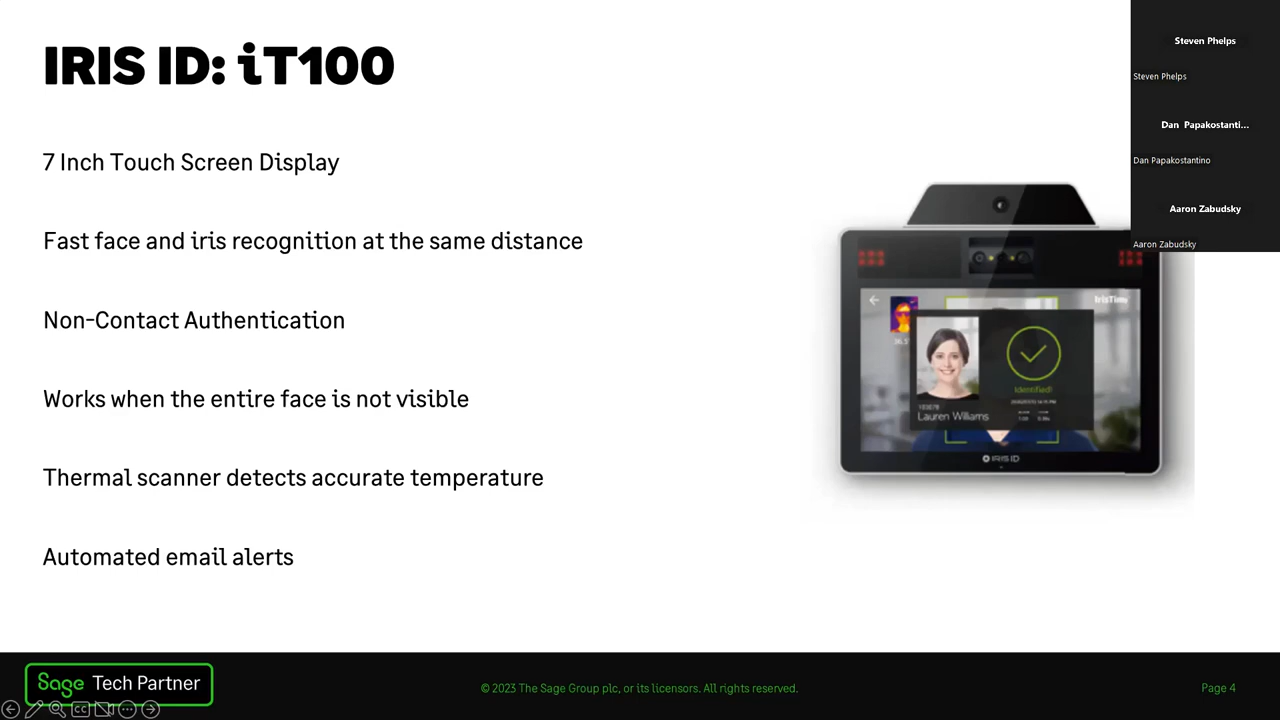 IRIS ID: iT100
7 Inch Touch Screen Display
Fast face and iris recognition at the same distance
Non-Contact Authentication
Works when the entire face is not visible
Thermal scanner detects accurate temperature
Automated email alerts
Steven Phelps
Steven Phelps
Dan Papakostanti...
Dan Papakostantino
Aaron Zabudsky
Aaron Zabudsky
Identified!
Lauren Williams
IRIS ID
Sage Tech Partner
CC
© 2023 The Sage Group plc, or its licensors. All rights reserved.
Page 4